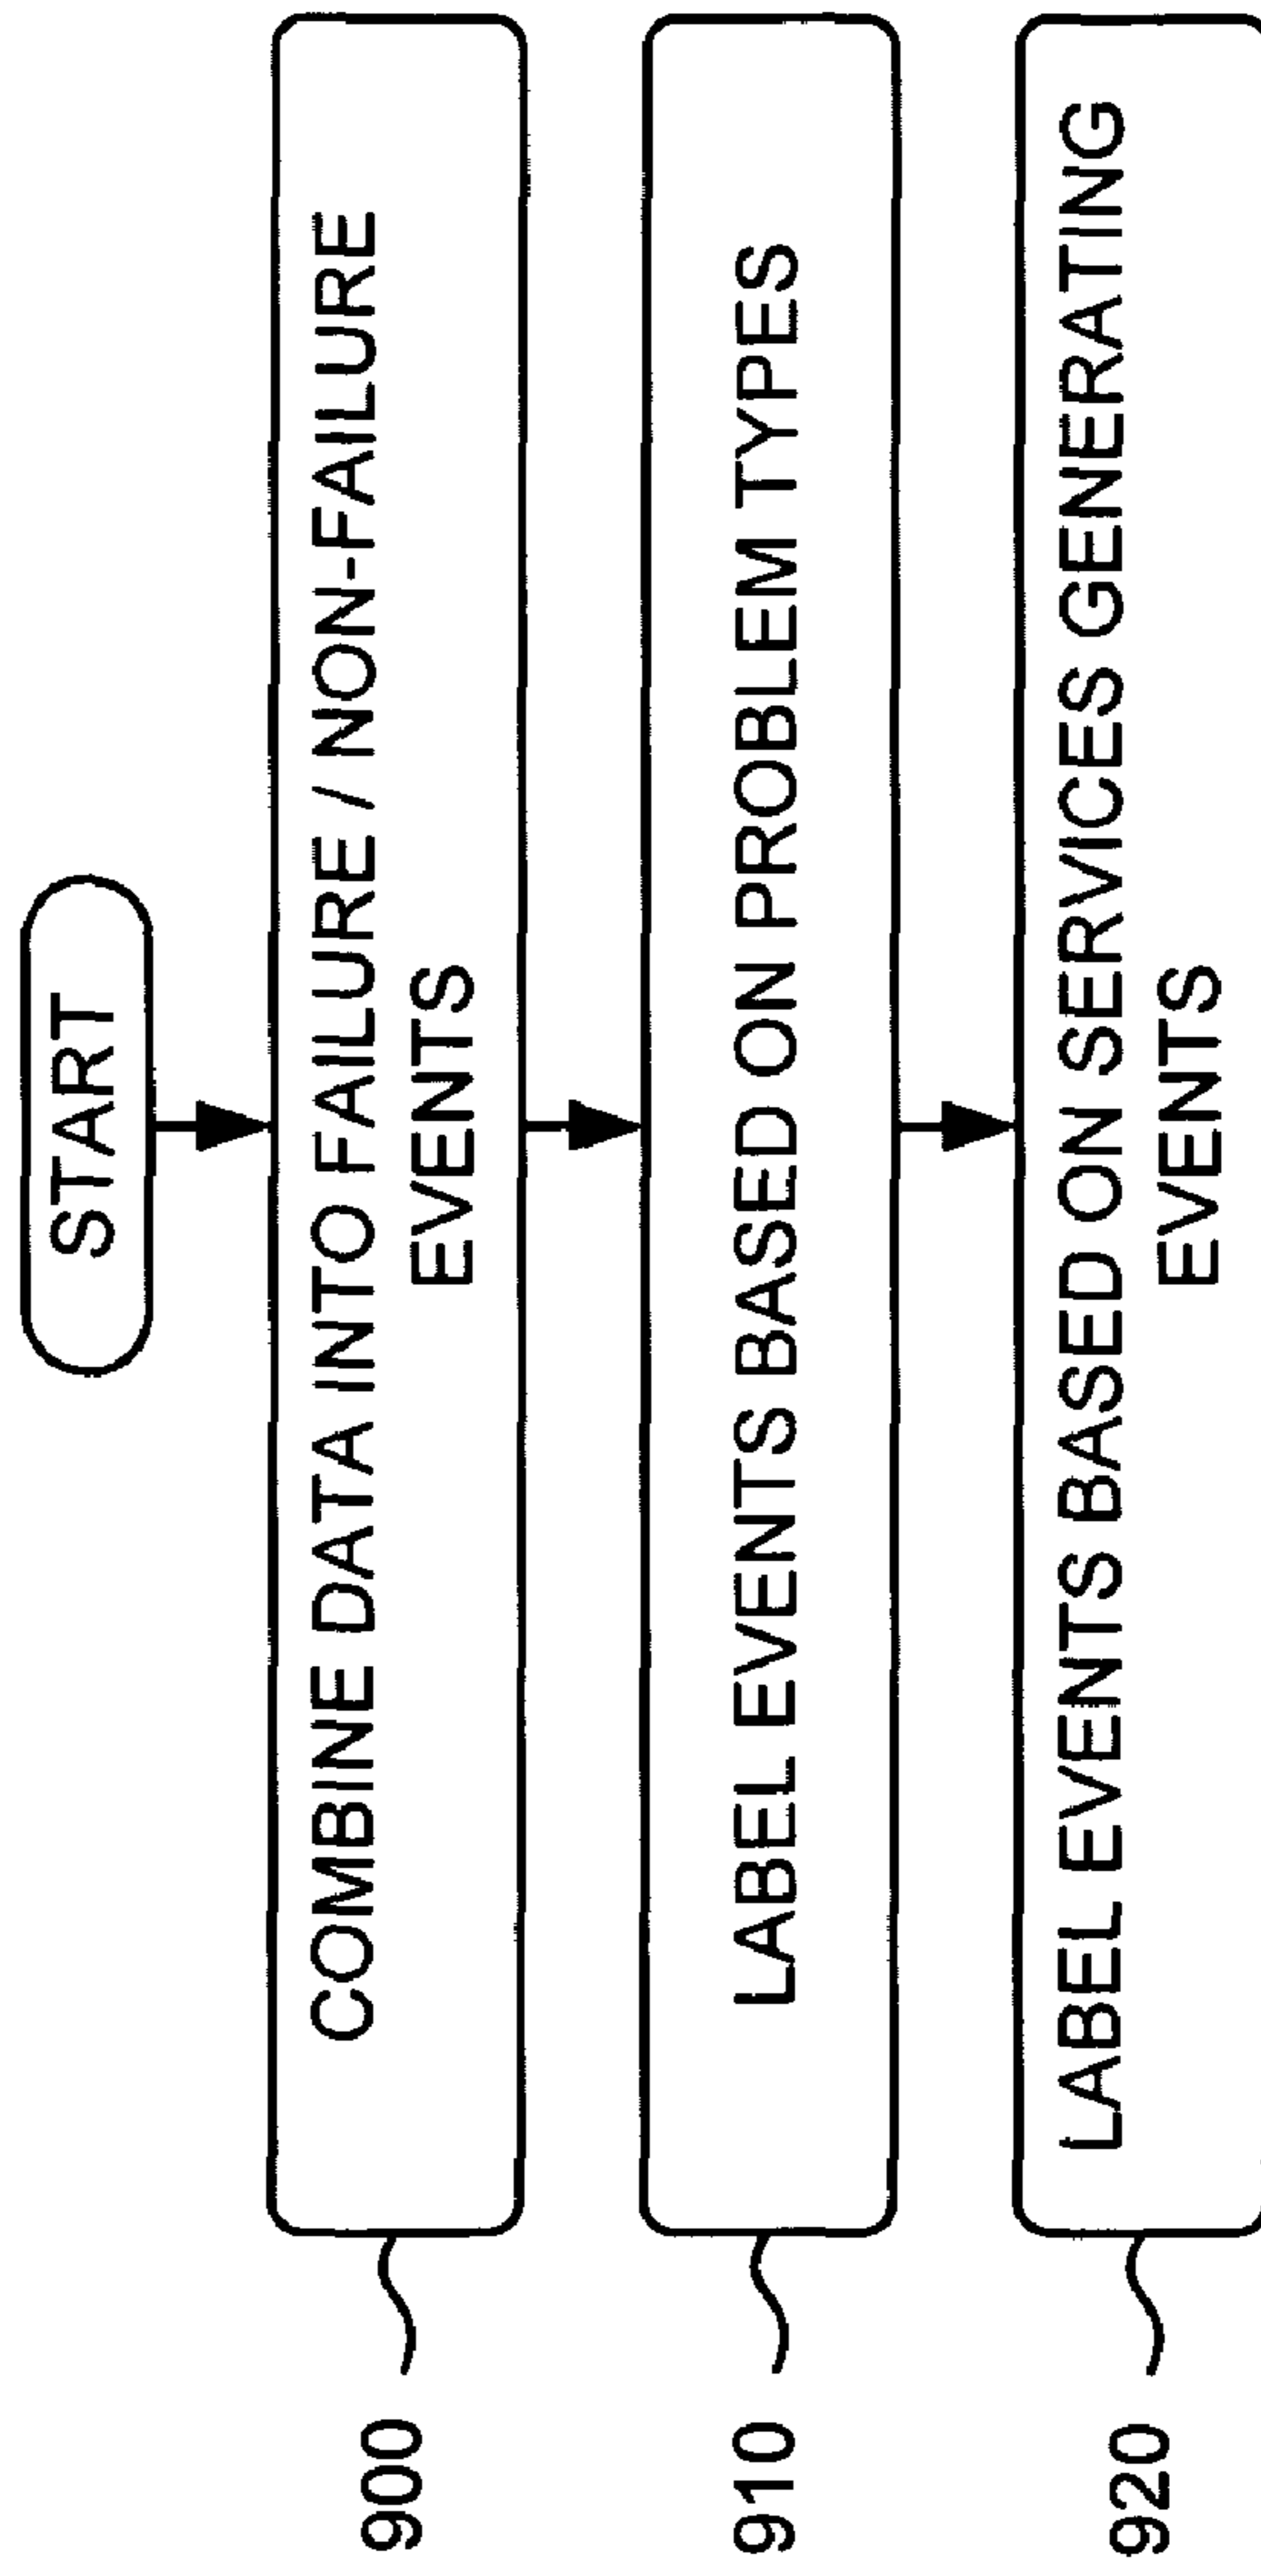 START
900
COMBINE DATA INTO FAILURE / NON-FAILURE
EVENTS
910
LABEL EVENTS BASED ON PROBLEM TYPES
920
LABEL EVENTS BASED ON SERVICES GENERATING
EVENTS